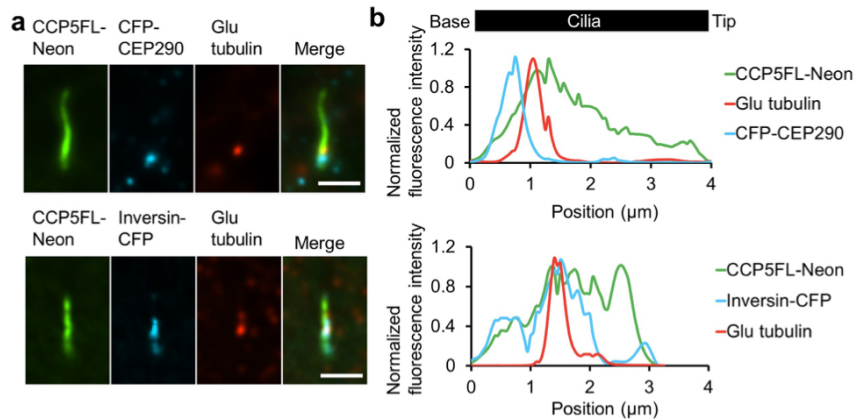 a
CCP5FL-
Neon
CFP-
CEP290
Glu
tubulin
Merge
CCP5FL-
Neon
Inversin-
CFP
Glu
tubulin
Merge
b
Base
Cilia
Tip
Normalized
fluorescence intensity
1.2
0.8
0.4
0
0 1 2 3 4
Position (µm)
CCP5FL-Neon
Glu tubulin
CFP-CEP290
Normalized
fluorescence intensity
1.2
0.8
0.4
0
0 1 2 3 4
Position (µm)
CCP5FL-Neon
Inversin-CFP
Glu tubulin